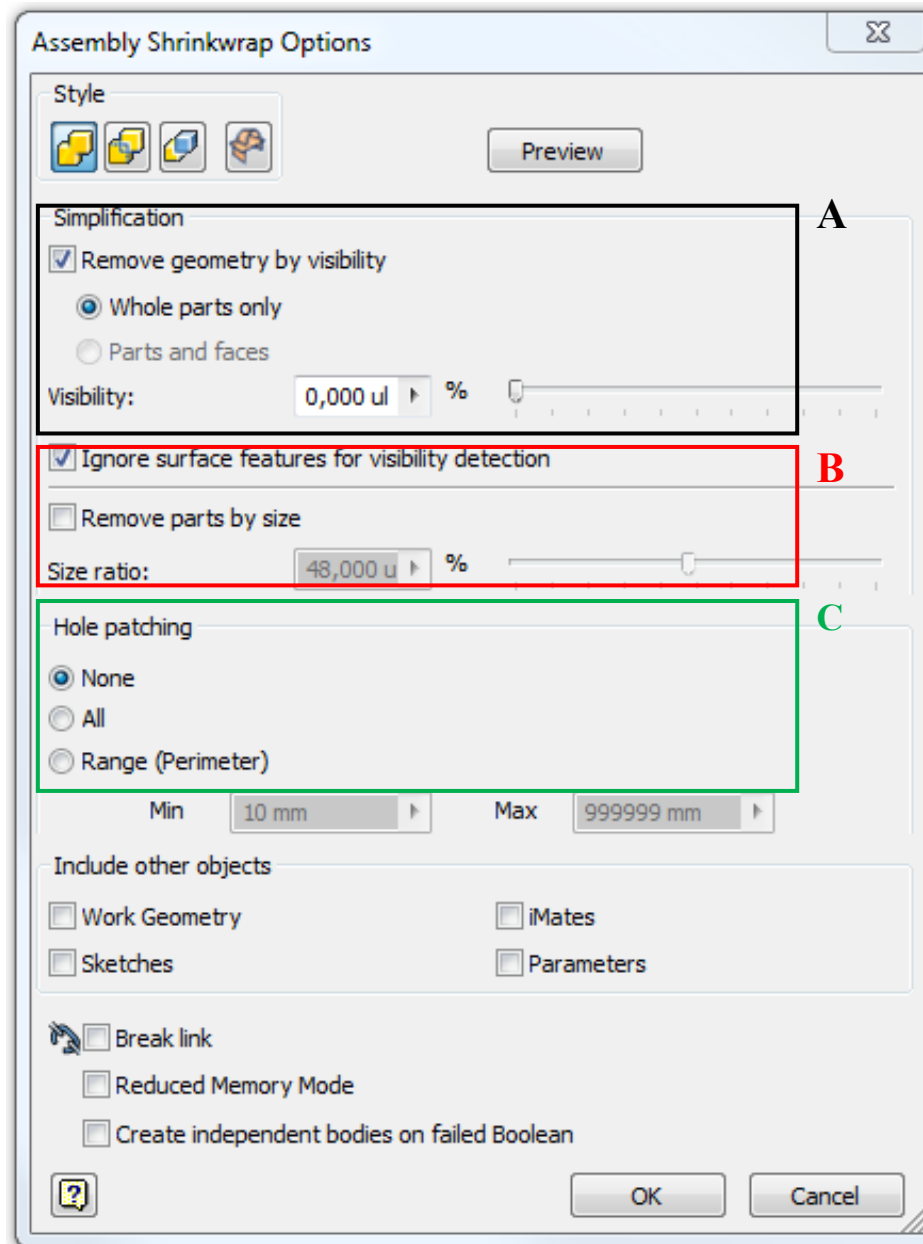 Assembly Shrinkwrap Options
Style
Preview
Simplification
A
Remove geometry by visibility
Whole parts only
Parts and faces
Visibility: 0,000 ul %
Ignore surface features for visibility detection
B
Remove parts by size
Size ratio: 48,000 u %
Hole patching
C
None
All
Range (Perimeter)
Min 10 mm Max 999999 mm
Include other objects
Work Geometry iMates
Sketches Parameters
Break link
Reduced Memory Mode
Create independent bodies on failed Boolean
? OK Cancel